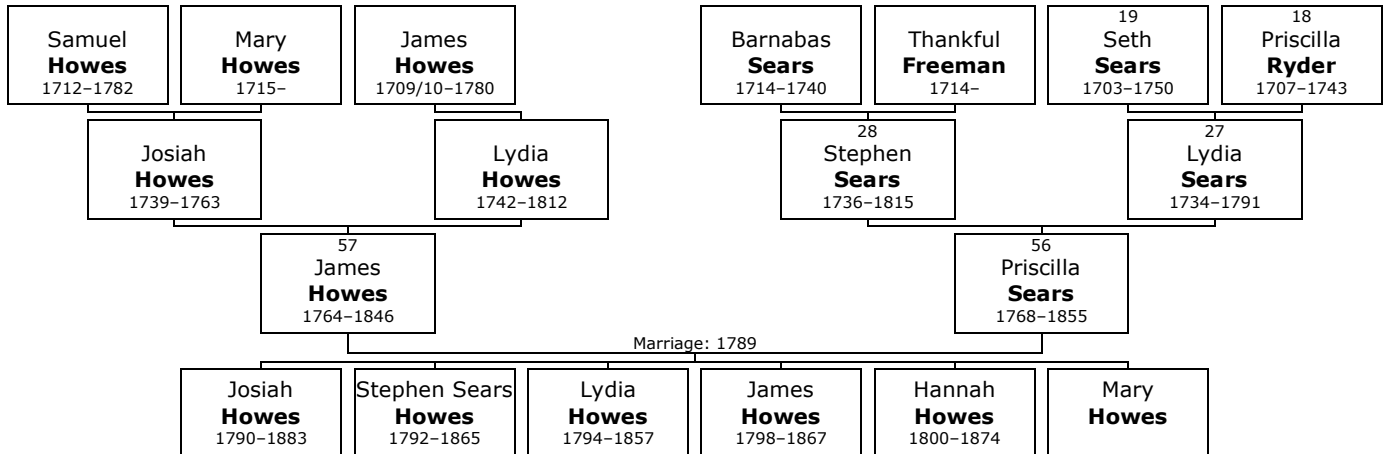 Samuel
Howes
1712–1782
Mary
Howes
1715–
James
Howes
1709/10–1780
Barnabas
Sears
1714–1740
Thankful
Freeman
1714–
19
Seth
Sears
1703–1750
18
Priscilla
Ryder
1707–1743
Josiah
Howes
1739–1763
Lydia
Howes
1742–1812
28
Stephen
Sears
1736–1815
27
Lydia
Sears
1734–1791
57
James
Howes
1764–1846
56
Priscilla
Sears
1768–1855
Marriage: 1789
Josiah
Howes
1790–1883
Stephen Sears
Howes
1792–1865
Lydia
Howes
1794–1857
James
Howes
1798–1867
Hannah
Howes
1800–1874
Mary
Howes